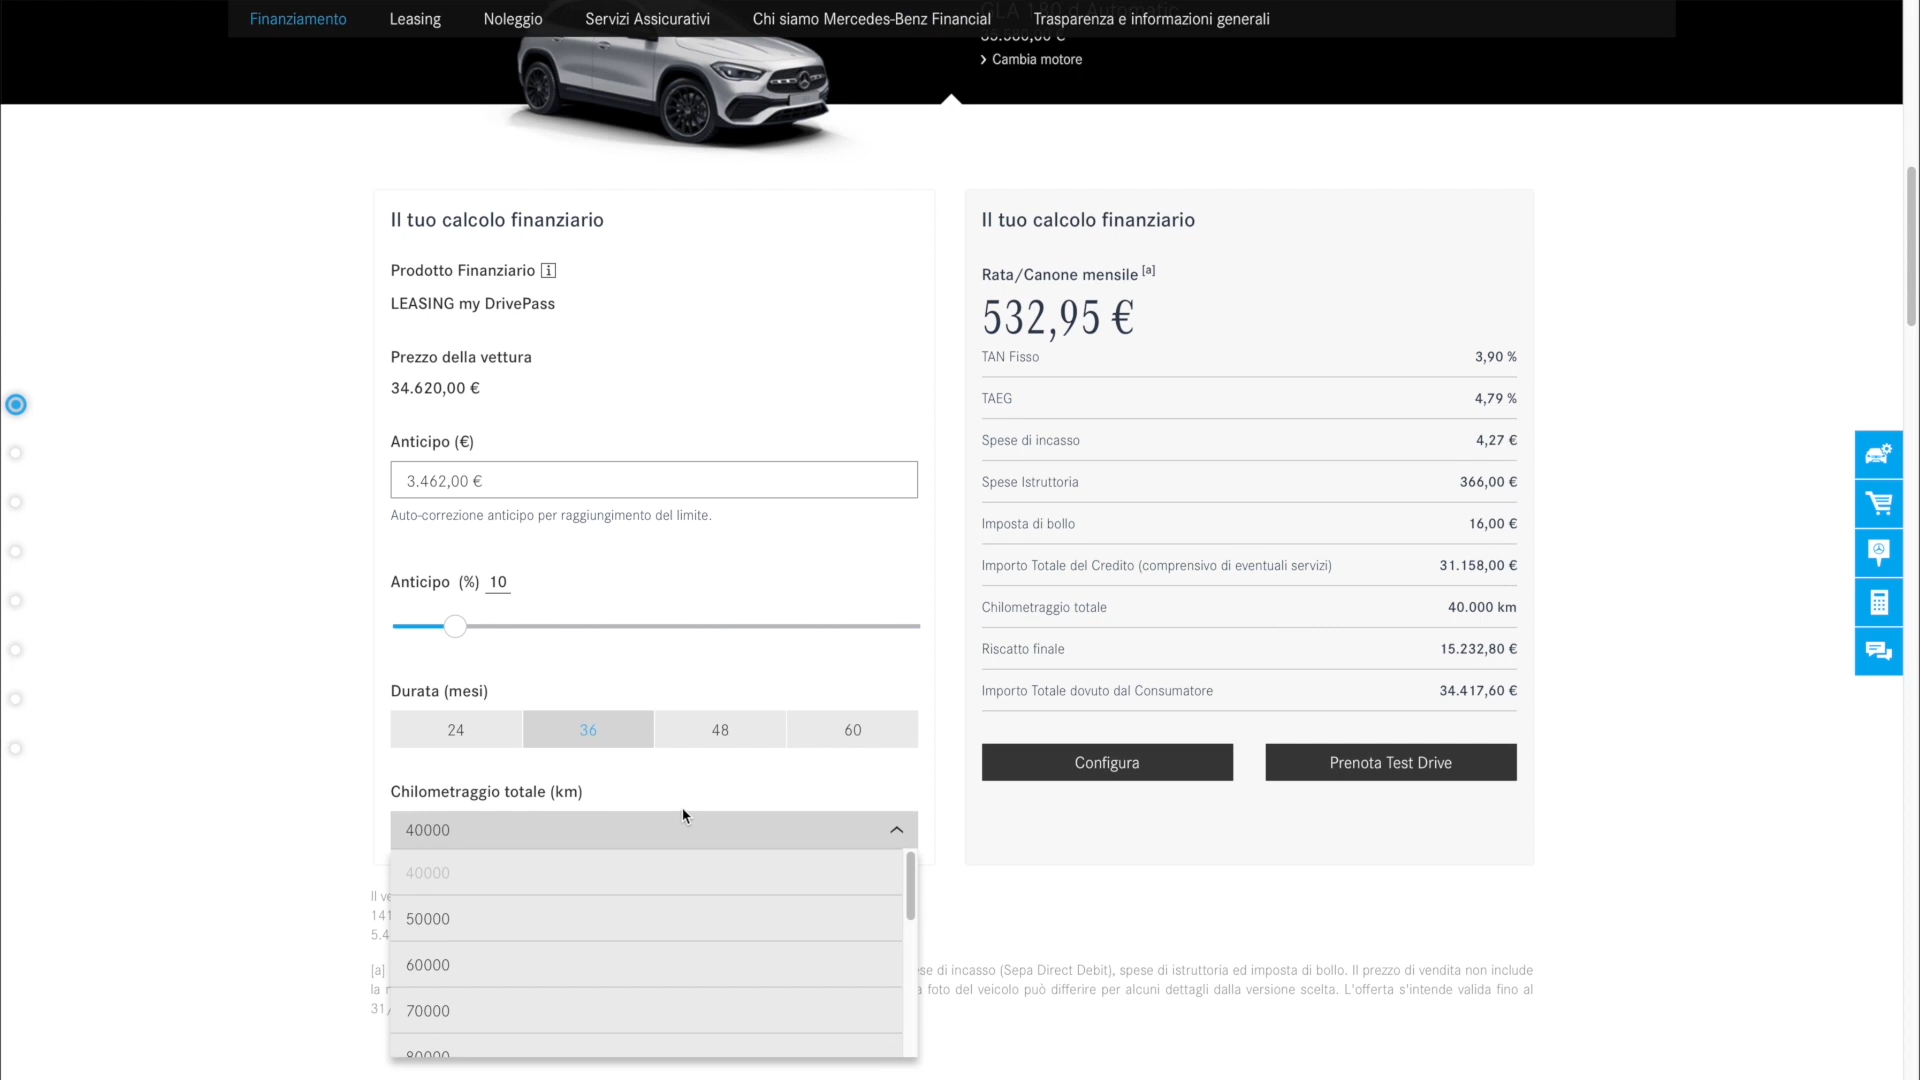 Finanziamento
Leasing
Noleggio
Servizi Assicurativi
Chi siamo Mercedes-Benz Financial
Trasparenza e informazioni generali
Cambia motore
Il tuo calcolo finanziario
Prodotto Finanziario
LEASING my DrivePass
Prezzo della vettura
34.620,00 €
Anticipo (€)
3.462,00 €
Auto-correzione anticipo per raggiungimento del limite.
Anticipo (%) 10
Durata (mesi)
24 36 48 60
Chilometraggio totale (km)
40000
40000
50000
60000
70000
80000
Il tuo calcolo finanziario
Rata/Canone mensile [a]
532,95 €
TAN Fisso 3,90 %
TAEG 4,79 %
Spese di incasso 4,27 €
Spese Istruttoria 366,00 €
Imposta di bollo 16,00 €
Importo Totale del Credito (comprensivo di eventuali servizi) 31.158,00 €
Chilometraggio totale 40.000 km
Riscatto finale 15.232,80 €
Importo Totale dovuto dal Consumatore 34.417,60 €
Configura
Prenota Test Drive
Il
141
5.4
[a] di incasso (Sepa Direct Debit), spese di istruttoria ed imposta di bollo. Il prezzo di vendita non include
la foto del veicolo può differire per alcuni dettagli dalla versione scelta. L'offerta s'intende valida fino al
31/